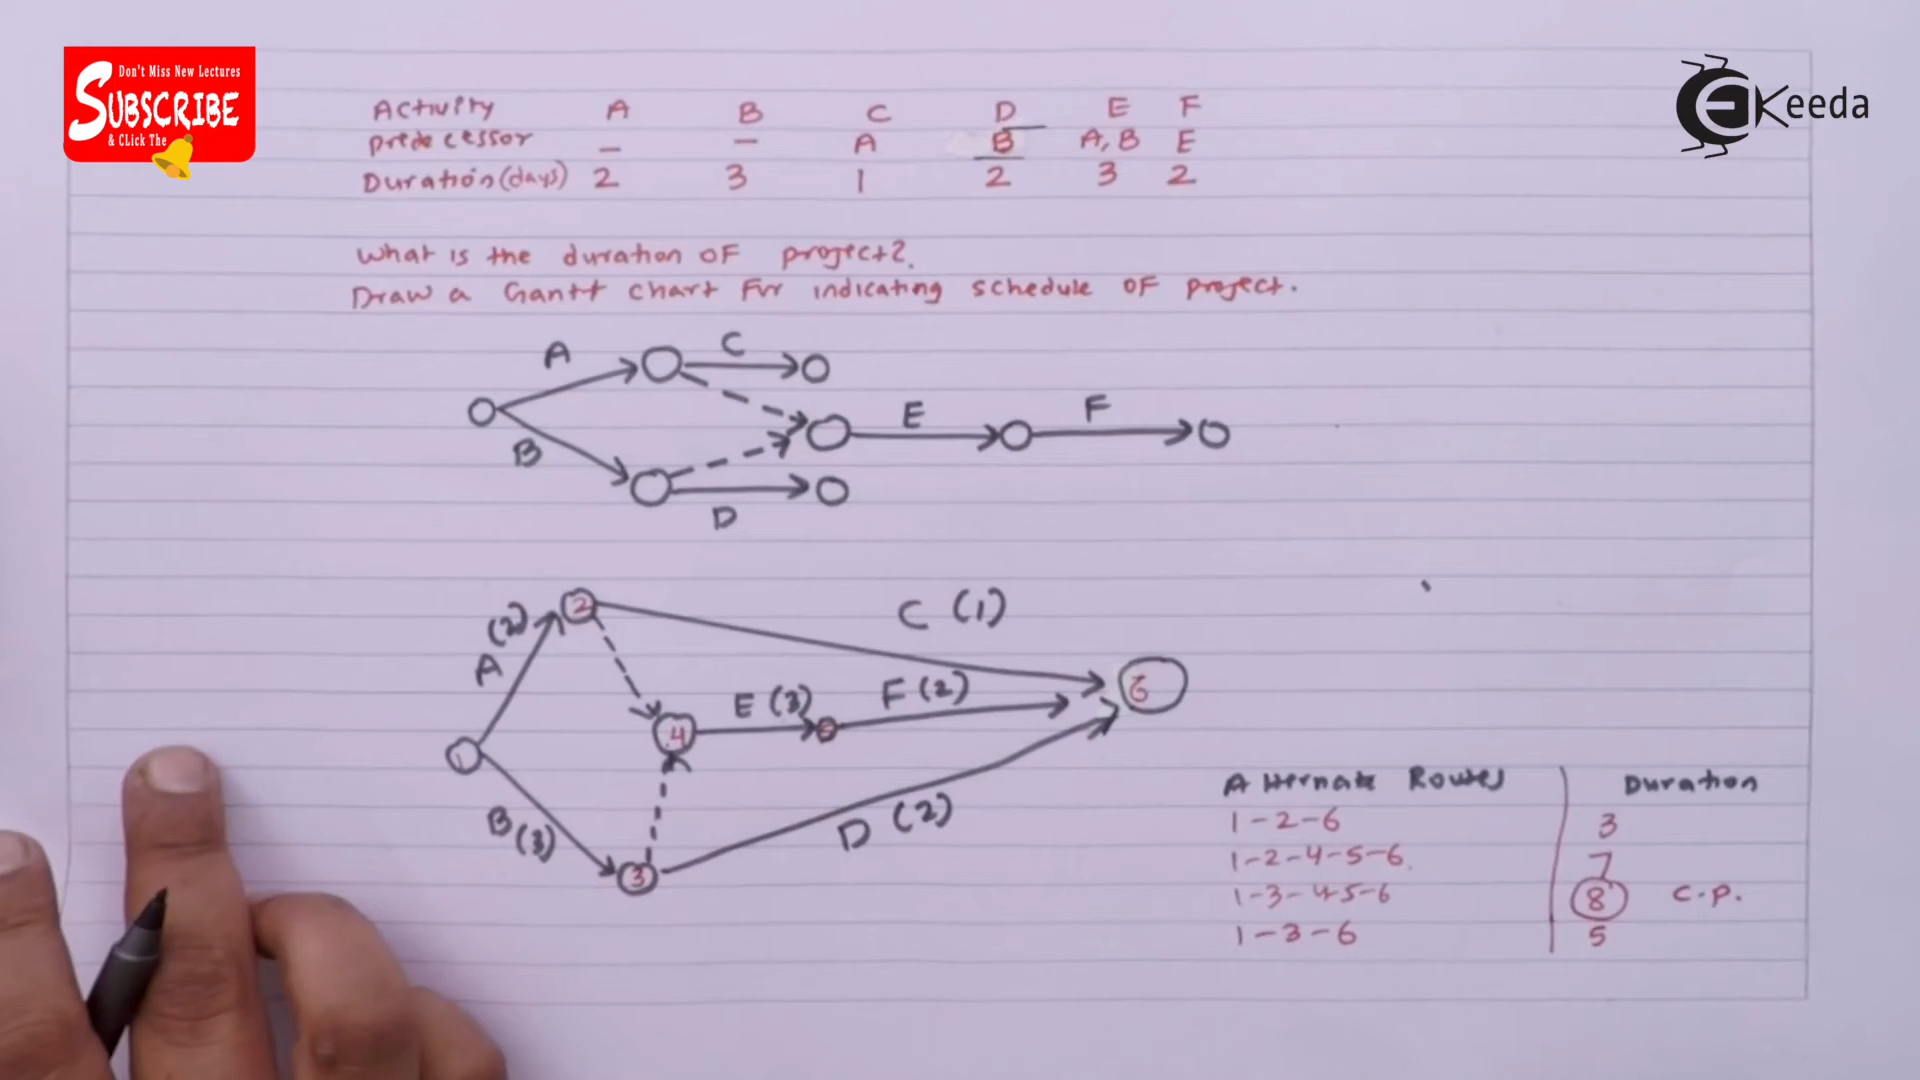 Don't Miss New Lectures
SUBSCRIBE
& CLick The
Keeda
Activity A B C D E F
predecessor - - A B A, B E
Duration (days) 2 3 1 2 3 2
What is the duration of project?
Draw a Gantt chart for indicating schedule of project.
A C
B E F
D
(2) 2 C (1)
A
E (3) F (2) 6
4 5
1
B (3) D (2)
3
Alternate Routes Duration
1-2-6 3
1-2-4-5-6 7
1-3-4-5-6 8 C.P.
1-3-6 5